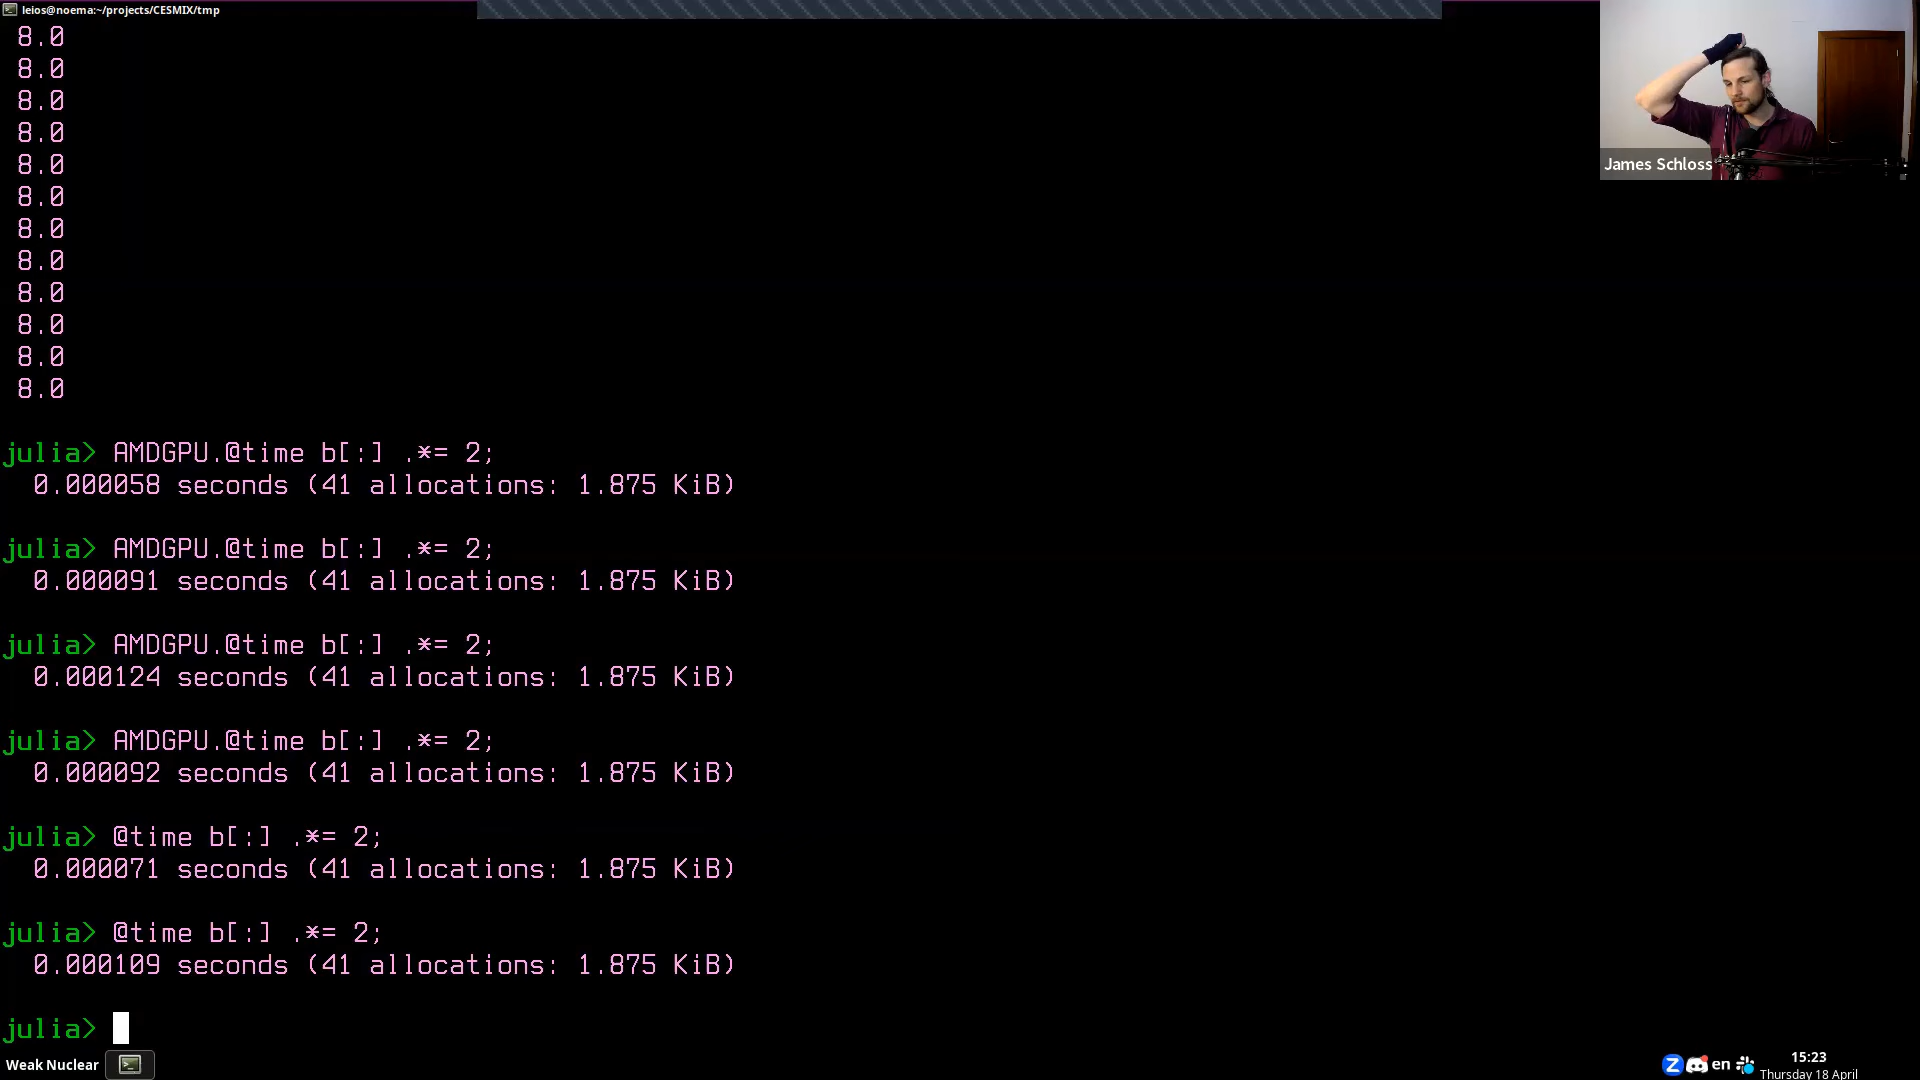 leios@noema:~/projects/CESMIX/tmp
8.0
8.0
8.0
8.0
8.0
8.0
8.0
8.0
8.0
8.0
8.0
8.0
James Schloss
julia> AMDGPU.@time b[:] .*= 2;
0.000058 seconds (41 allocations: 1.875 KiB)
julia> AMDGPU.@time b[:] .*= 2;
0.000091 seconds (41 allocations: 1.875 KiB)
julia> AMDGPU.@time b[:] .*= 2;
0.000124 seconds (41 allocations: 1.875 KiB)
julia> AMDGPU.@time b[:] .*= 2;
0.000092 seconds (41 allocations: 1.875 KiB)
julia> @time b[:] .*= 2;
0.000071 seconds (41 allocations: 1.875 KiB)
julia> @time b[:] .*= 2;
0.000109 seconds (41 allocations: 1.875 KiB)
julia>
Weak Nuclear
Z
en
15:23
Thursday 18 April